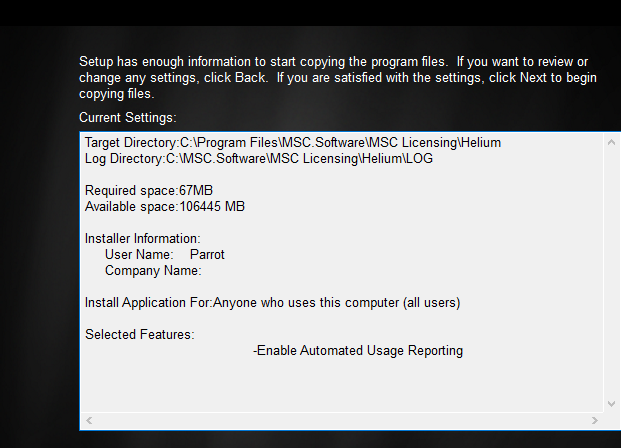 Setup has enough information to start copying the program files.  If you want to review or
change any settings, click Back.  If you are satisfied with the settings, click Next to begin
copying files.
Current Settings:
Target Directory:C:\Program Files\MSC.Software\MSC Licensing\Helium
Log Directory:C:\MSC.Software\MSC Licensing\Helium\LOG
Required space:67MB
Available space:106445 MB
Installer Information:
User Name:    Parrot
Company Name:
Install Application For:Anyone who uses this computer (all users)
Selected Features:
-Enable Automated Usage Reporting